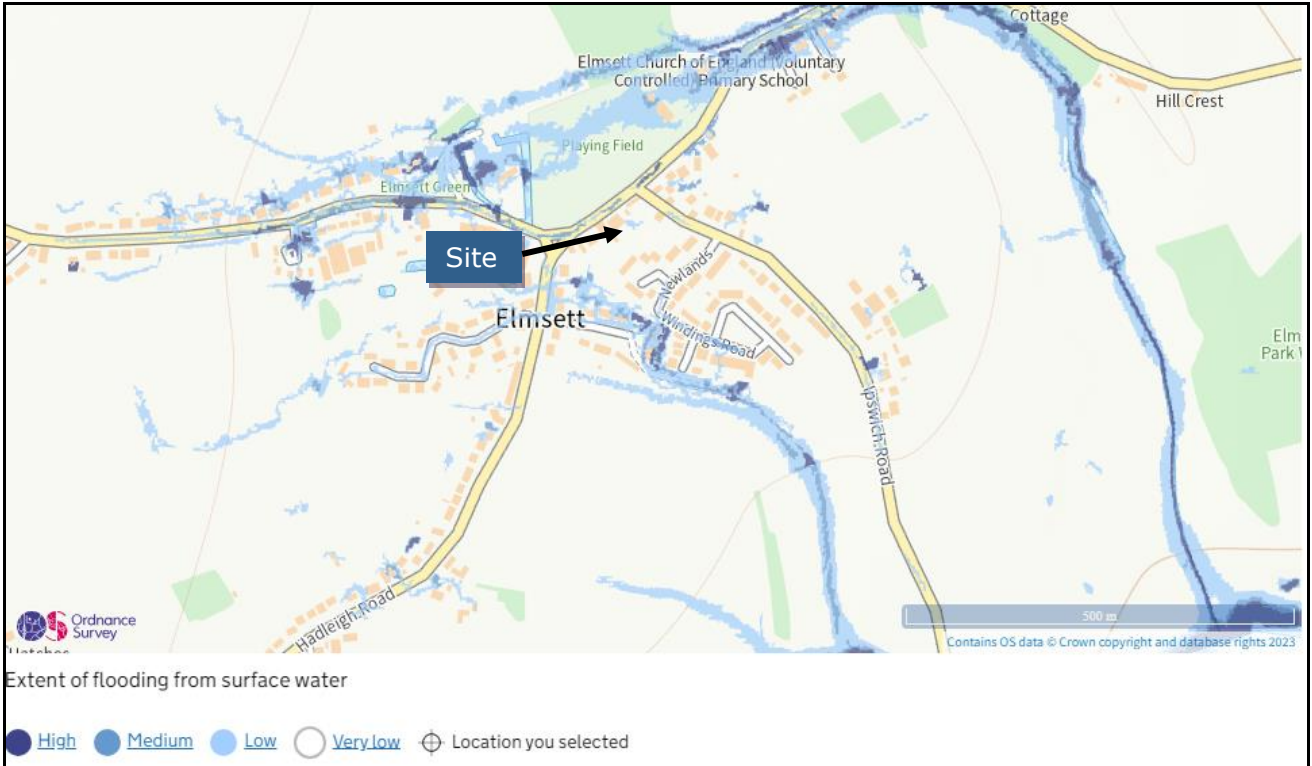 Cottage
Elmsett Church of England (Voluntary
Controlled) Primary School
Hill Crest
Playing Field
Elmsett Green
Site
Newlands
Elmsett
Windings Road
Elm
Park
Ipswich Road
Hadleigh Road
Ordnance
Survey
500 m
Contains OS data © Crown copyright and database rights 2023
Extent of flooding from surface water
High Medium Low Very low Location you selected